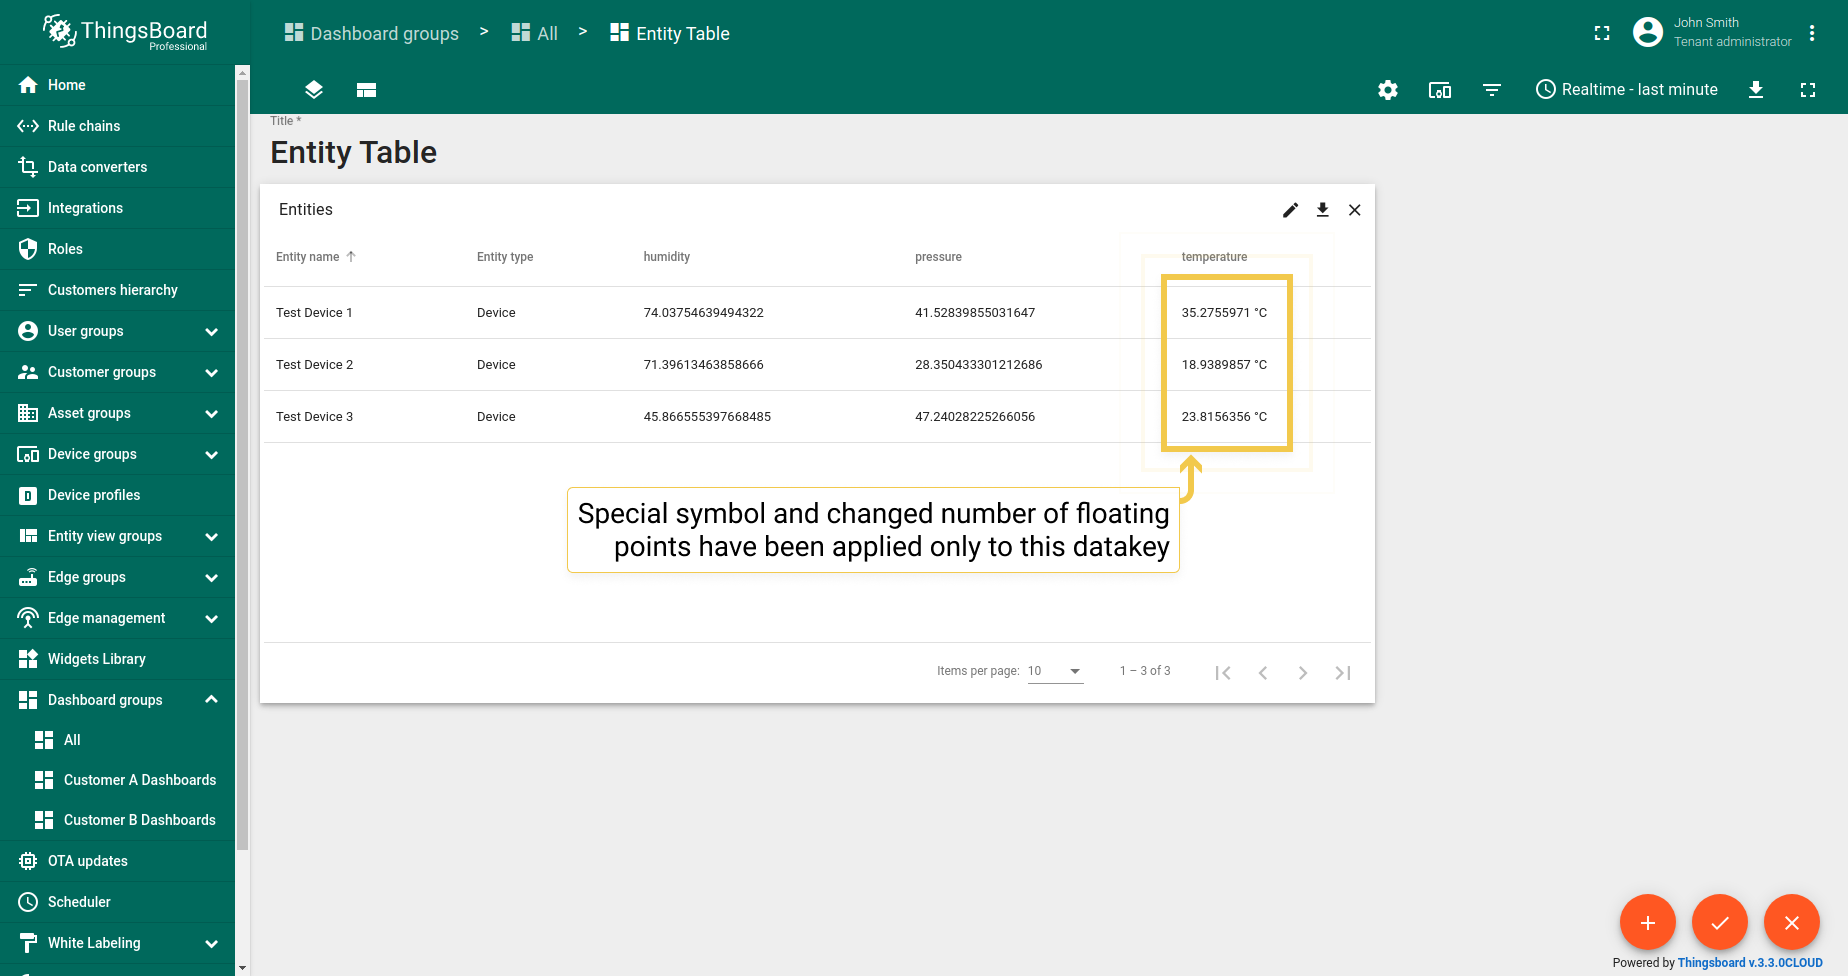 ThingsBoard
Professional
Dashboard groups > All > Entity Table
John Smith
Tenant administrator
Realtime - last minute
Home
Rule chains
Data converters
Integrations
Roles
Customers hierarchy
User groups
Customer groups
Asset groups
Device groups
Device profiles
Entity view groups
Edge groups
Edge management
Widgets Library
Dashboard groups
All
Customer A Dashboards
Customer B Dashboards
OTA updates
Scheduler
White Labeling
Title *
Entity Table
Entities
Entity name Entity type humidity pressure temperature
Test Device 1 Device 74.03754639494322 41.52839855031647 35.2755971 °C
Test Device 2 Device 71.39613463858666 28.350433301212686 18.9389857 °C
Test Device 3 Device 45.866555397668485 47.24028225266056 23.8156356 °C
Special symbol and changed number of floating
points have been applied only to this datakey
Items per page: 10 1 – 3 of 3
Powered by Thingsboard v.3.3.0CLOUD